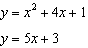 y = x² + 4x + 1
y = 5x + 3